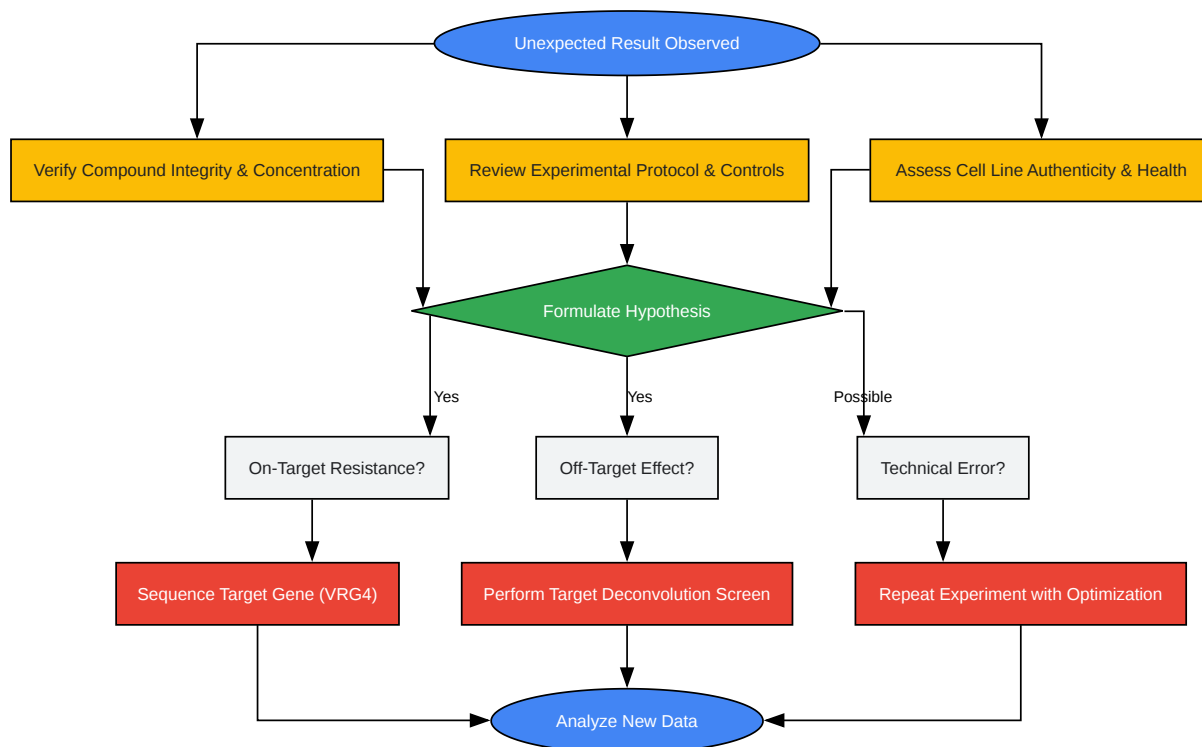 Unexpected Result Observed
Verify Compound Integrity & Concentration
Review Experimental Protocol & Controls
Assess Cell Line Authenticity & Health
Formulate Hypothesis
Yes
Yes
Possible
On-Target Resistance?
Off-Target Effect?
Technical Error?
Sequence Target Gene (VRG4)
Perform Target Deconvolution Screen
Repeat Experiment with Optimization
Analyze New Data